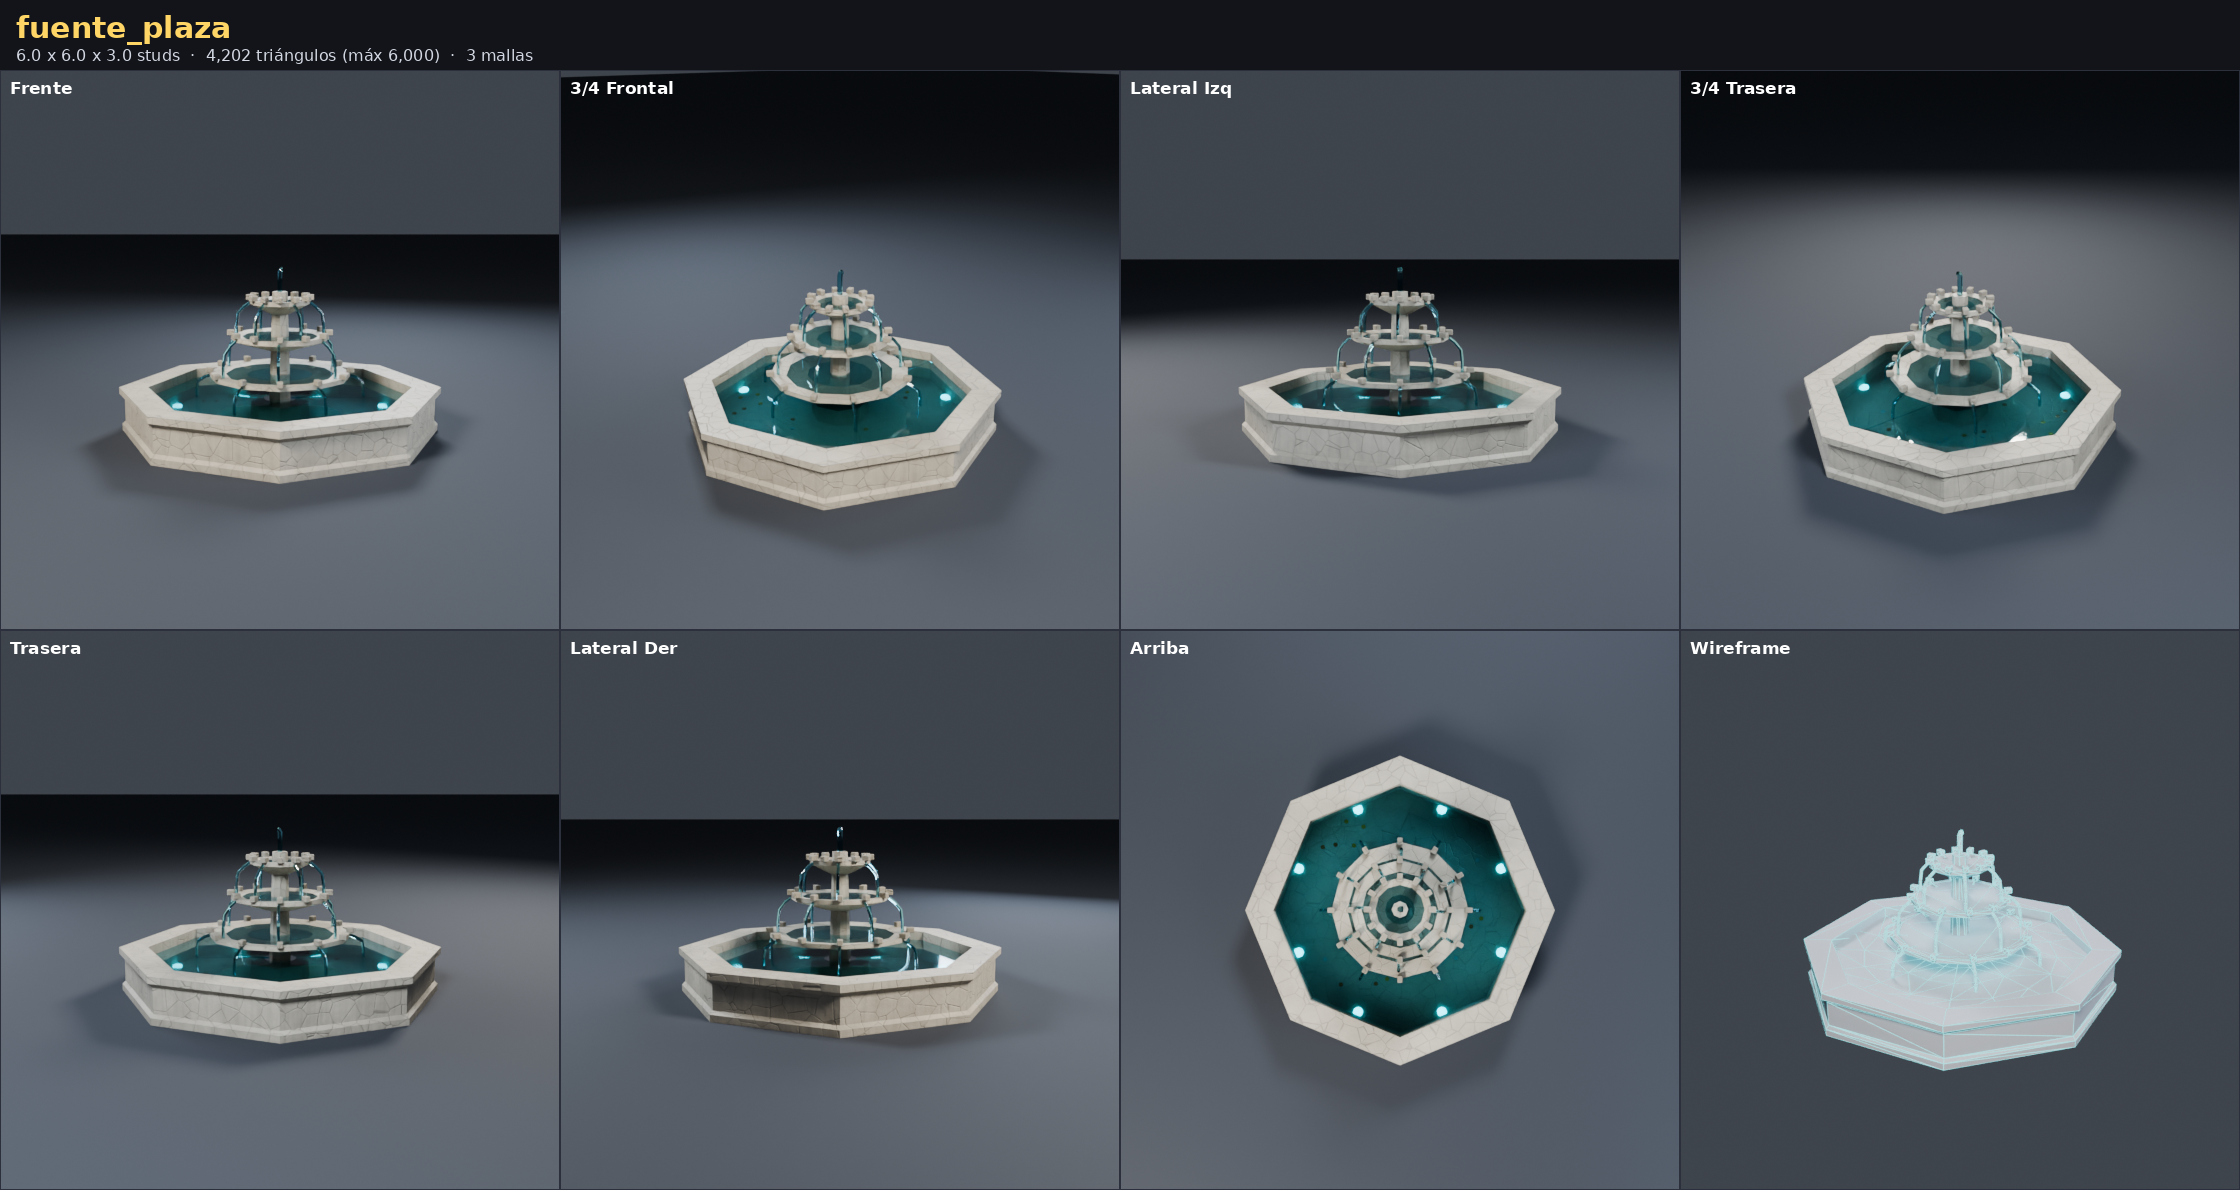 fuente_plaza
6.0 x 6.0 x 3.0 studs · 4,202 triángulos (máx 6,000) · 3 mallas
Frente
3/4 Frontal
Lateral Izq
3/4 Trasera
Trasera
Lateral Der
Arriba
Wireframe